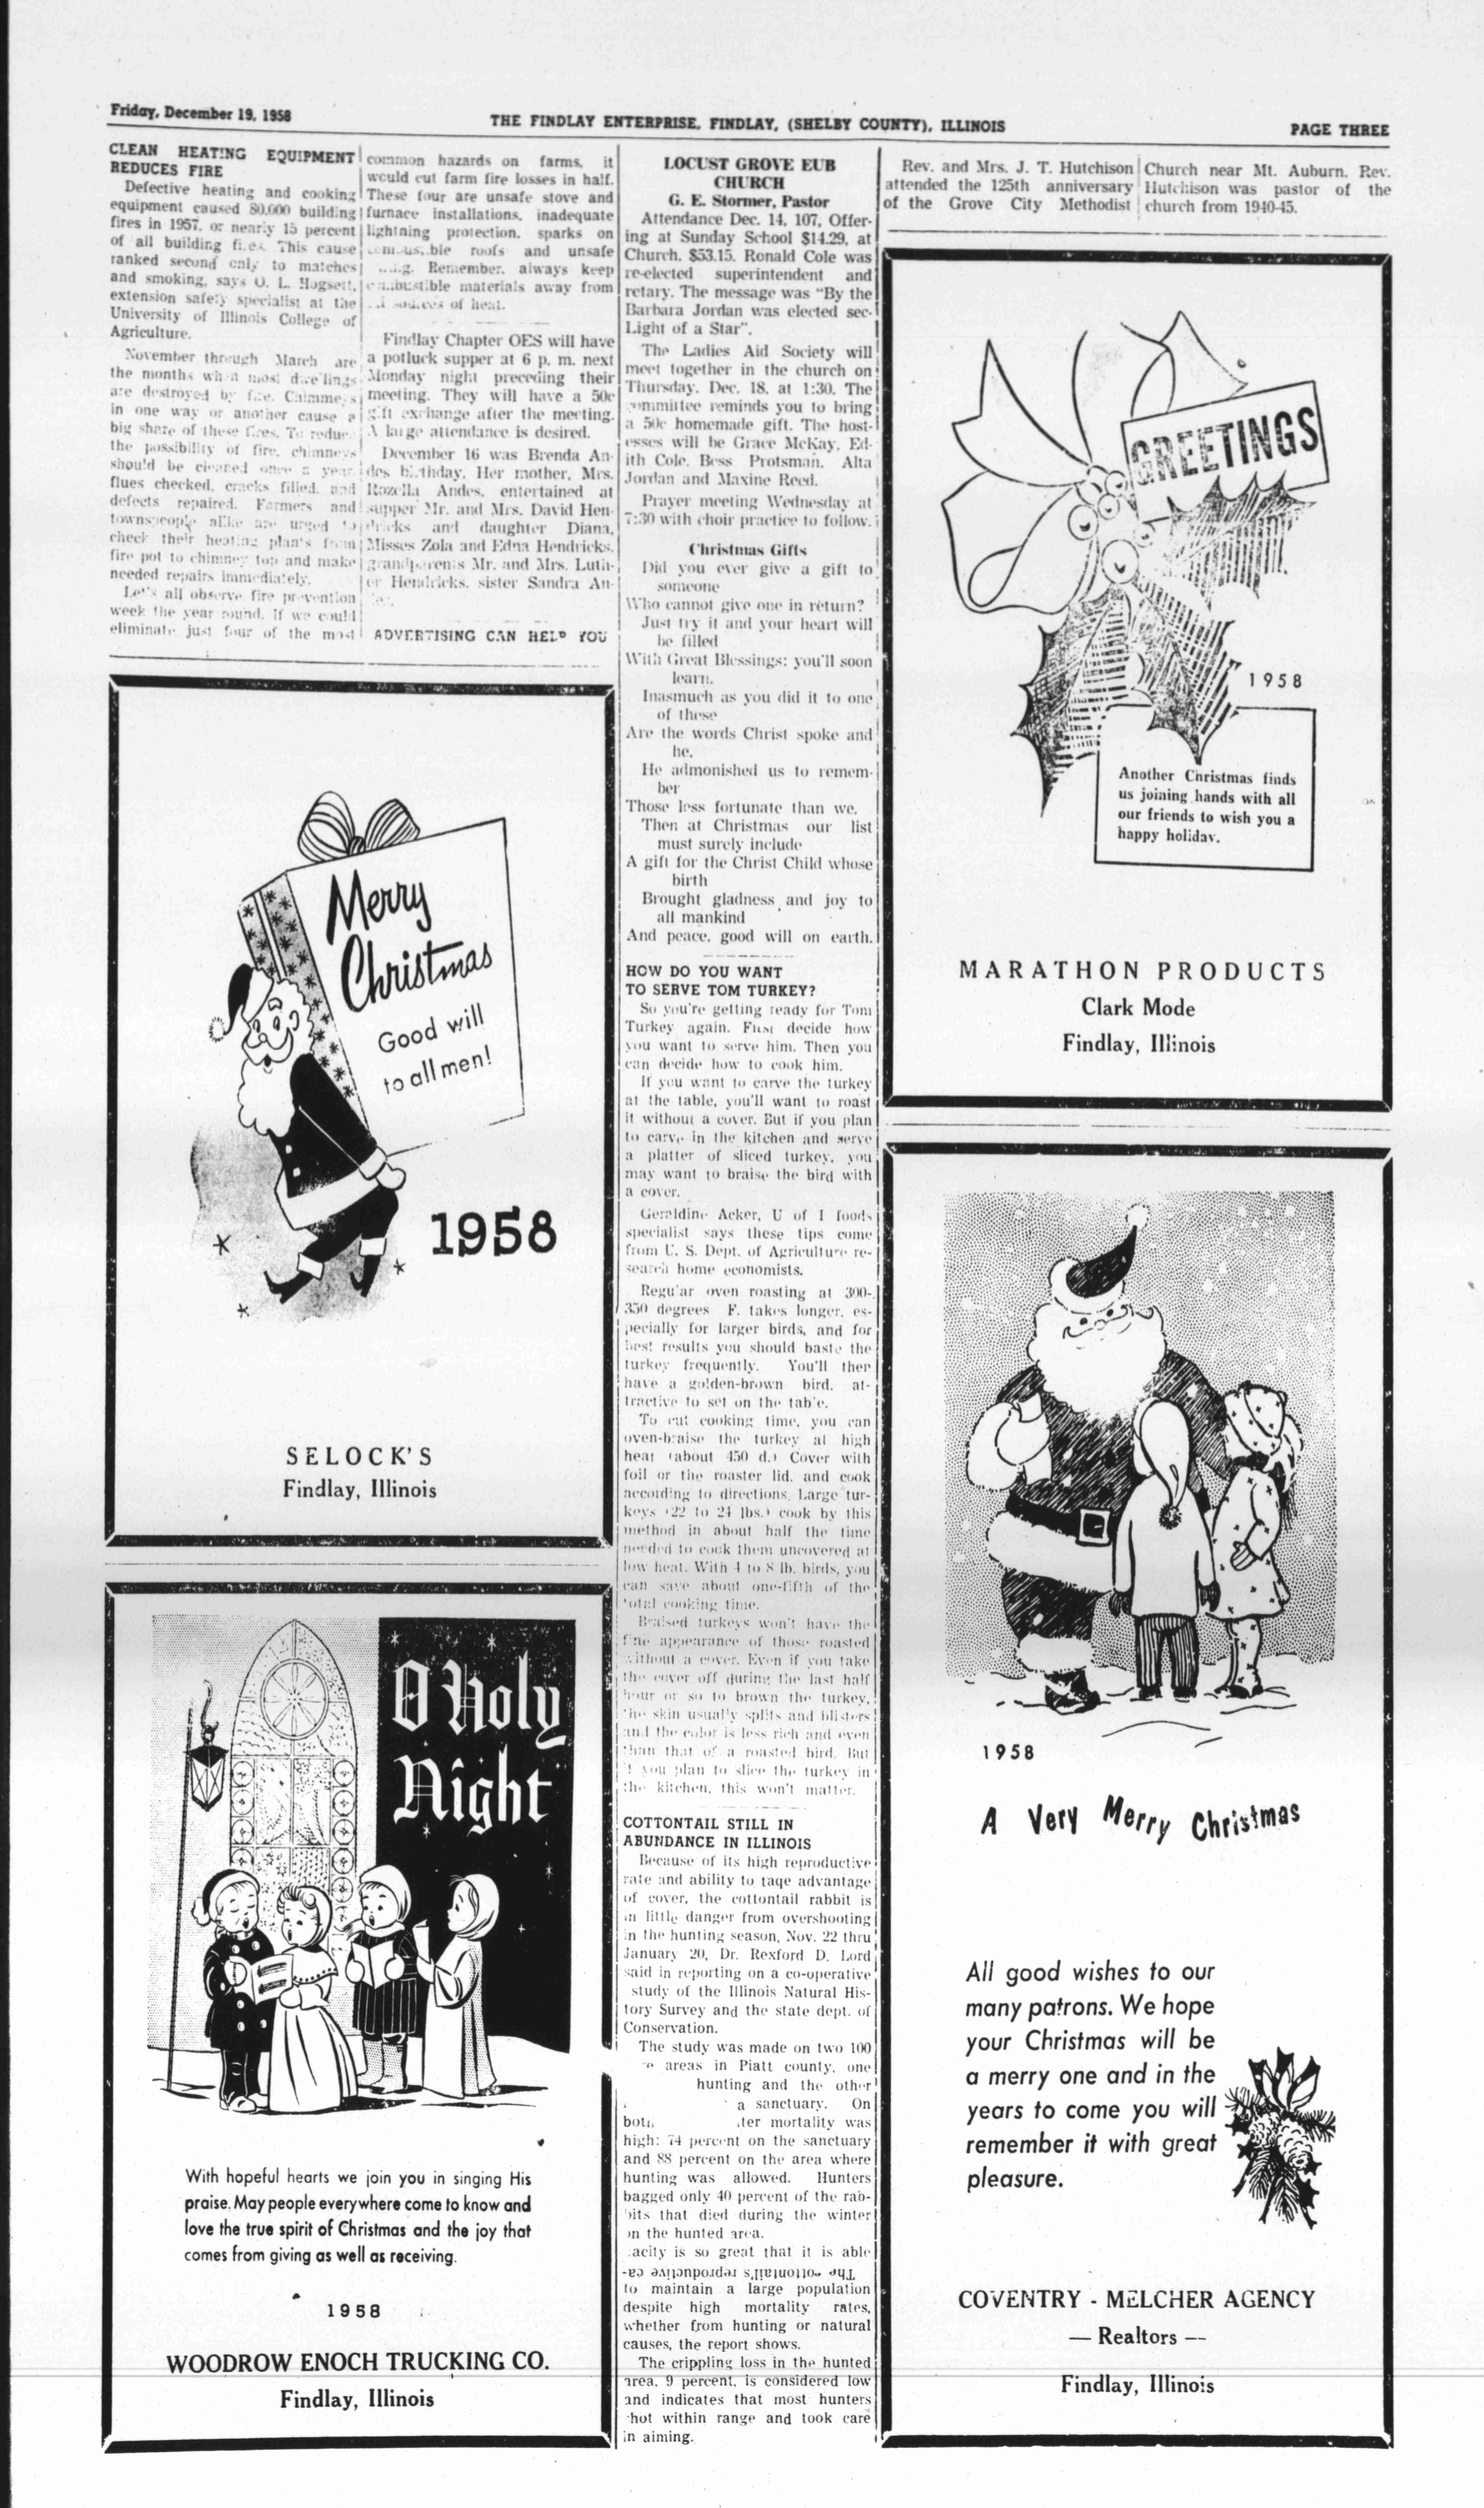 Friday, December 19, 1958
THE FINDLAY ENTERPRISE, FINDLAY, (SHELBY COUNTY), ILLINOIS
PAGE THREE
CLEAN HEATING EQUIPMENT
REDUCES FIRE
Defective heating and cooking
equipment caused 80,000 building
fires in 1957, or nearly 15 percent
of all building fires. This cause
ranked second only to matches
and smoking, says O. L. Hogsett,
extension safety specialist at the
University of Illinois College of
Agriculture.
November through March are
the months when most dwellings
are destroyed by fire. Chimneys
in one way or another cause a
big share of these fires. To reduce
the possibility of fire, chimneys
should be cleaned once a year,
flues checked, cracks filled, and
defects repaired. Farmers and
townspeople alike are urged to
check their heating plan's from
fire pot to chimney top and make
needed repairs immediately.
Let's all observe fire prevention
week the year round. If we could
eliminate just four of the most
common hazards on farms, it
would cut farm fire losses in half.
These four are unsafe stove and
furnace installations, inadequate
lightning protection, sparks on
roofs and unsafe
Remember, always keep
combustible materials away from
sources of heat.
Findlay Chapter OES will have
a potluck supper at 6 p. m. next
Monday night preceding their
meeting. They will have a 50c
gift exchange after the meeting.
A large attendance is desired.
December 16 was Brenda An-
des birthday. Her mother, Mrs.
Rozella Andes, entertained at
supper Mr. and Mrs. David Hen-
dricks and daughter Diana,
Misses Zola and Edna Hendricks,
grandparents Mr. and Mrs. Luth-
er Hendricks, sister Sandra An-
ADVERTISING CAN HELP YOU
Merry
Christmas
Good will
to all men!
1958
SELOCK'S
Findlay, Illinois
O Holy
Night
With hopeful hearts we join you in singing His
praise. May people everywhere come to know and
love the true spirit of Christmas and the joy that
comes from giving as well as receiving.
1958
WOODROW ENOCH TRUCKING CO.
Findlay, Illinois
LOCUST GROVE EUB
CHURCH
G. E. Stormer, Pastor
Attendance Dec. 14, 107, Offer-
ing at Sunday School $14.29, at
Church, $53.15. Ronald Cole was
re-elected superintendent and
retary. The message was "By the
Barbara Jordan was elected sec-
Light of a Star".
The Ladies Aid Society will
meet together in the church on
Thursday, Dec. 18, at 1:30. The
committee reminds you to bring
a 50c homemade gift. The host-
esses will be Grace McKay, Ed-
ith Cole, Bess Protsman, Alta
Jordan and Maxine Reed.
Prayer meeting Wednesday at
7:30 with choir practice to follow.
Christmas Gifts
Did you ever give a gift to
someone
Who cannot give one in return?
Just try it and your heart will
be filled
With Great Blessings; you'll soon
learn.
Inasmuch as you did it to one
of these
Are the words Christ spoke and
he,
He admonished us to remem-
ber
Those less fortunate than we.
Then at Christmas our list
must surely include
A gift for the Christ Child whose
birth
Brought gladness and joy to
all mankind
And peace, good will on earth.
HOW DO YOU WANT
TO SERVE TOM TURKEY?
So you're getting ready for Tom
Turkey again. First decide how
you want to serve him. Then you
can decide how to cook him.
If you want to carve the turkey
at the table, you'll want to roast
it without a cover. But if you plan
to carve in the kitchen and serve
a platter of sliced turkey, you
may want to braise the bird with
a cover.
Geraldine Acker, U of I foods
specialist says these tips come
from U. S. Dept. of Agriculture re-
search home economists.
Regular oven roasting at 300-
350 degrees F. takes longer, es-
pecially for larger birds, and for
best results you should baste the
turkey frequently. You'll ther
have a golden-brown bird, at-
tractive to set on the table.
To cut cooking time, you can
oven-braise the turkey at high
heat (about 450 d.) Cover with
foil or the roaster lid, and cook
according to directions. Large tur-
keys (22 to 24 lbs.) cook by this
method in about half the time
needed to cook them uncovered at
low heat. With 4 to 8 lb. birds, you
can save about one-fifth of the
total cooking time.
Braised turkeys won't have the
fine appearance of those roasted
without a cover. Even if you take
the cover off during the last half
hour or so to brown the turkey,
the skin usually splits and blisters
and the color is less rich and even
than that of a roasted bird. But
if you plan to slice the turkey in
the kitchen, this won't matter.
COTTONTAIL STILL IN
ABUNDANCE IN ILLINOIS
Because of its high reproductive
rate and ability to taqe advantage
of cover, the cottontail rabbit is
in little danger from overshooting
in the hunting season, Nov. 22 thru
January 20, Dr. Rexford D. Lord
said in reporting on a co-operative
study of the Illinois Natural His-
tory Survey and the state dept. of
Conservation.
The study was made on two 100
areas in Piatt county, one
hunting and the other
a sanctuary. On
both mortality was
high: 74 percent on the sanctuary
and 88 percent on the area where
hunting was allowed. Hunters
bagged only 40 percent of the rab-
bits that died during the winter
on the hunted area.
acity is so great that it is able
The cottontail's reproductive ca-
to maintain a large population
despite high mortality rates,
whether from hunting or natural
causes, the report shows.
The crippling loss in the hunted
area, 9 percent, is considered low
and indicates that most hunters
shot within range and took care
in aiming.
Rev. and Mrs. J. T. Hutchison
attended the 125th anniversary
of the Grove City Methodist
Church near Mt. Auburn. Rev.
Hutchison was pastor of the
church from 1940-45.
GREETINGS
1958
Another Christmas finds
us joining hands with all
our friends to wish you a
happy holiday.
MARATHON PRODUCTS
Clark Mode
Findlay, Illinois
1958
A Very Merry Christmas
All good wishes to our
many patrons. We hope
your Christmas will be
a merry one and in the
years to come you will
remember it with great
pleasure.
COVENTRY - MELCHER AGENCY
— Realtors —
Findlay, Illinois